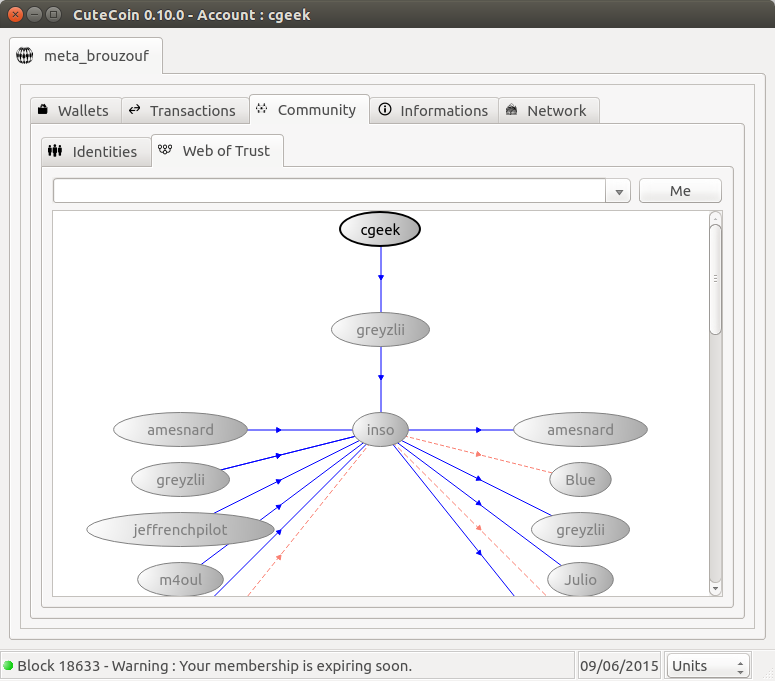 CuteCoin 0.10.0 - Account : cgeek
meta_brouzouf
Wallets Transactions Community Informations Network
Identities Web of Trust
Me
cgeek
greyzlii
amesnard inso amesnard
greyzlii Blue
jeffrenchpilot greyzlii
m4oul Julio
Block 18633 - Warning : Your membership is expiring soon. 09/06/2015 Units